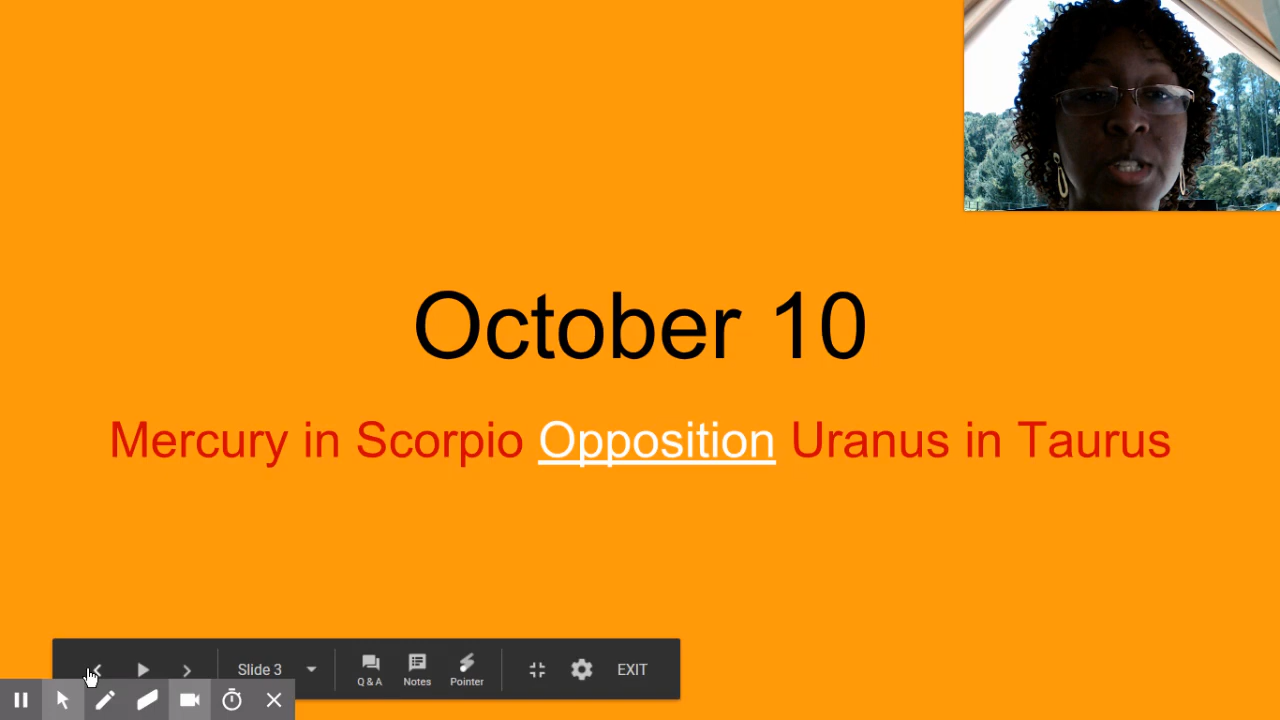 October 10
Mercury in Scorpio Opposition Uranus in Taurus
Slide 3
Q & A
Notes
Pointer
EXIT